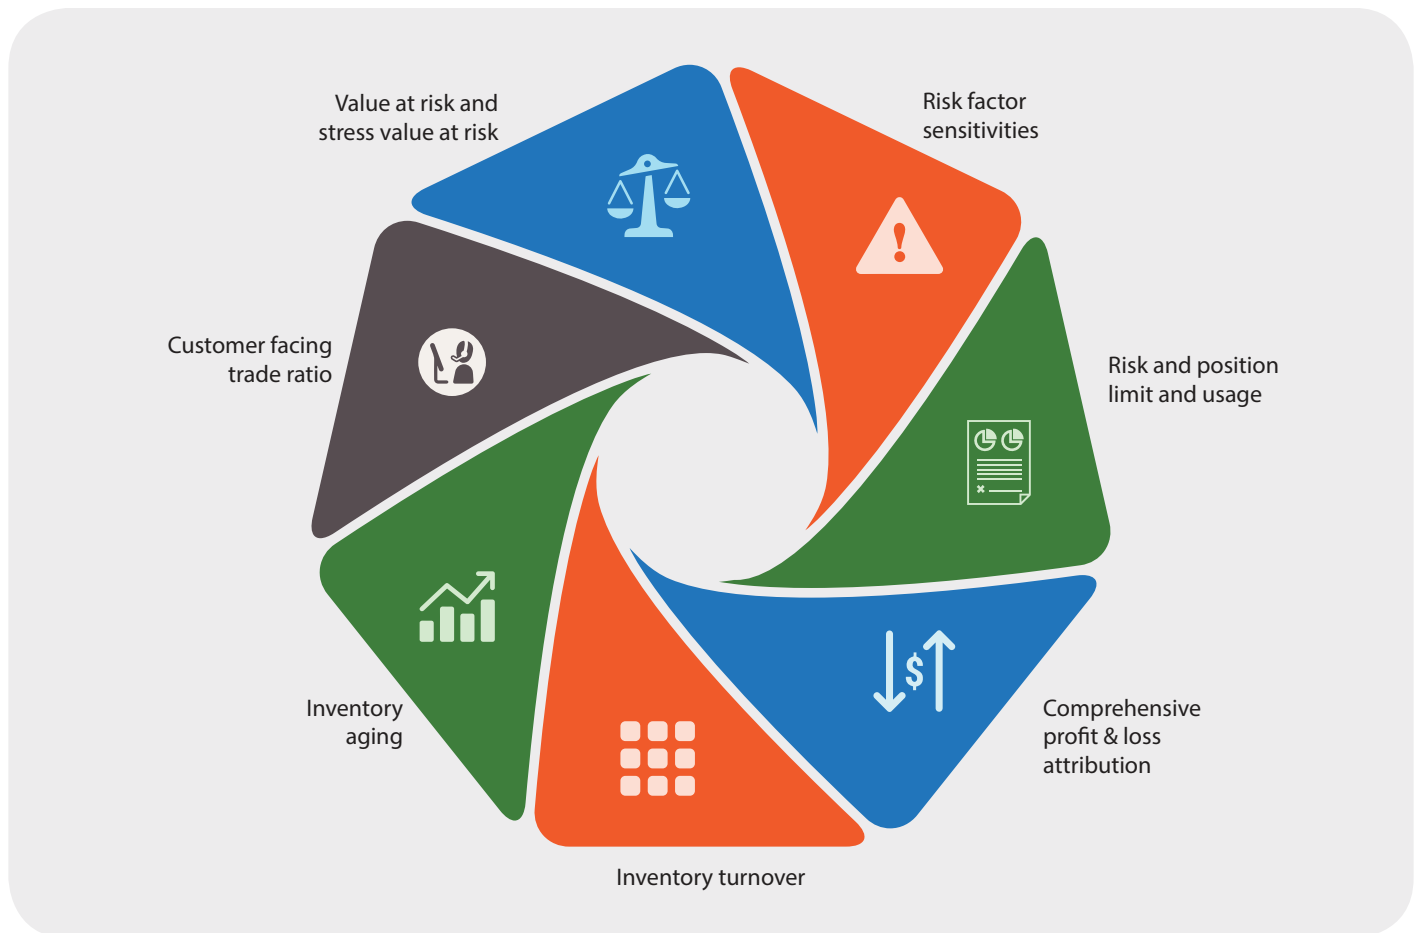 Value at risk and
stress value at risk
Risk factor
sensitivities
Customer facing
trade ratio
Risk and position
limit and usage
$
Inventory
aging
Comprehensive
profit & loss
attribution
Inventory turnover